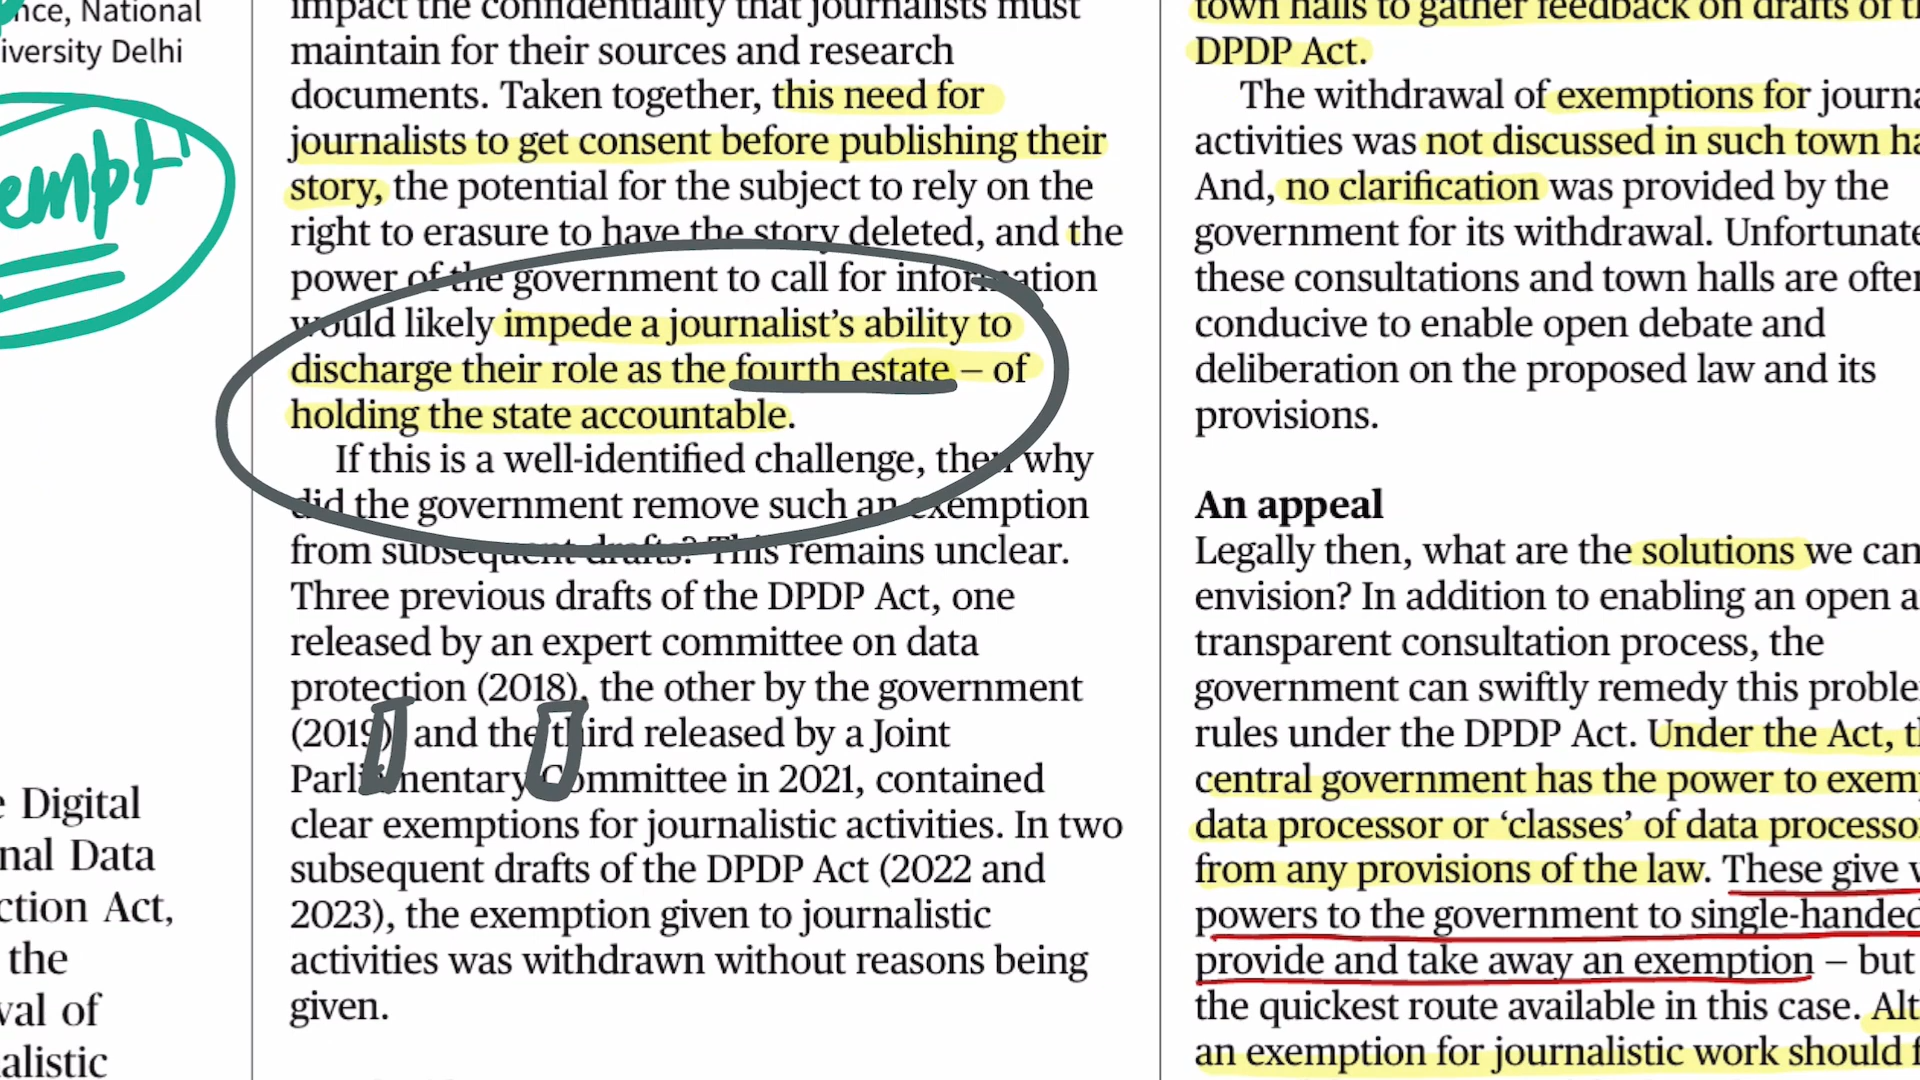 nce, National
iversity Delhi
empt
e Digital
nal Data
ction Act,
the
val of
alistic
impact the confidentiality that journalists must
maintain for their sources and research
documents. Taken together, this need for
journalists to get consent before publishing their
story, the potential for the subject to rely on the
right to erasure to have the story deleted, and the
power of the government to call for information
would likely impede a journalist’s ability to
discharge their role as the fourth estate – of
holding the state accountable.
If this is a well-identified challenge, then why
did the government remove such an exemption
from subsequent drafts? This remains unclear.
Three previous drafts of the DPDP Act, one
released by an expert committee on data
protection (2018), the other by the government
(2019) and the third released by a Joint
Parliamentary Committee in 2021, contained
clear exemptions for journalistic activities. In two
subsequent drafts of the DPDP Act (2022 and
2023), the exemption given to journalistic
activities was withdrawn without reasons being
given.
town halls to gather feedback on drafts of th
DPDP Act.
The withdrawal of exemptions for journa
activities was not discussed in such town ha
And, no clarification was provided by the
government for its withdrawal. Unfortunate
these consultations and town halls are often
conducive to enable open debate and
deliberation on the proposed law and its
provisions.
An appeal
Legally then, what are the solutions we can
envision? In addition to enabling an open a
transparent consultation process, the
government can swiftly remedy this proble
rules under the DPDP Act. Under the Act, t
central government has the power to exemp
data processor or ‘classes’ of data processo
from any provisions of the law. These give
powers to the government to single-handed
provide and take away an exemption – but
the quickest route available in this case. Alt
an exemption for journalistic work should f